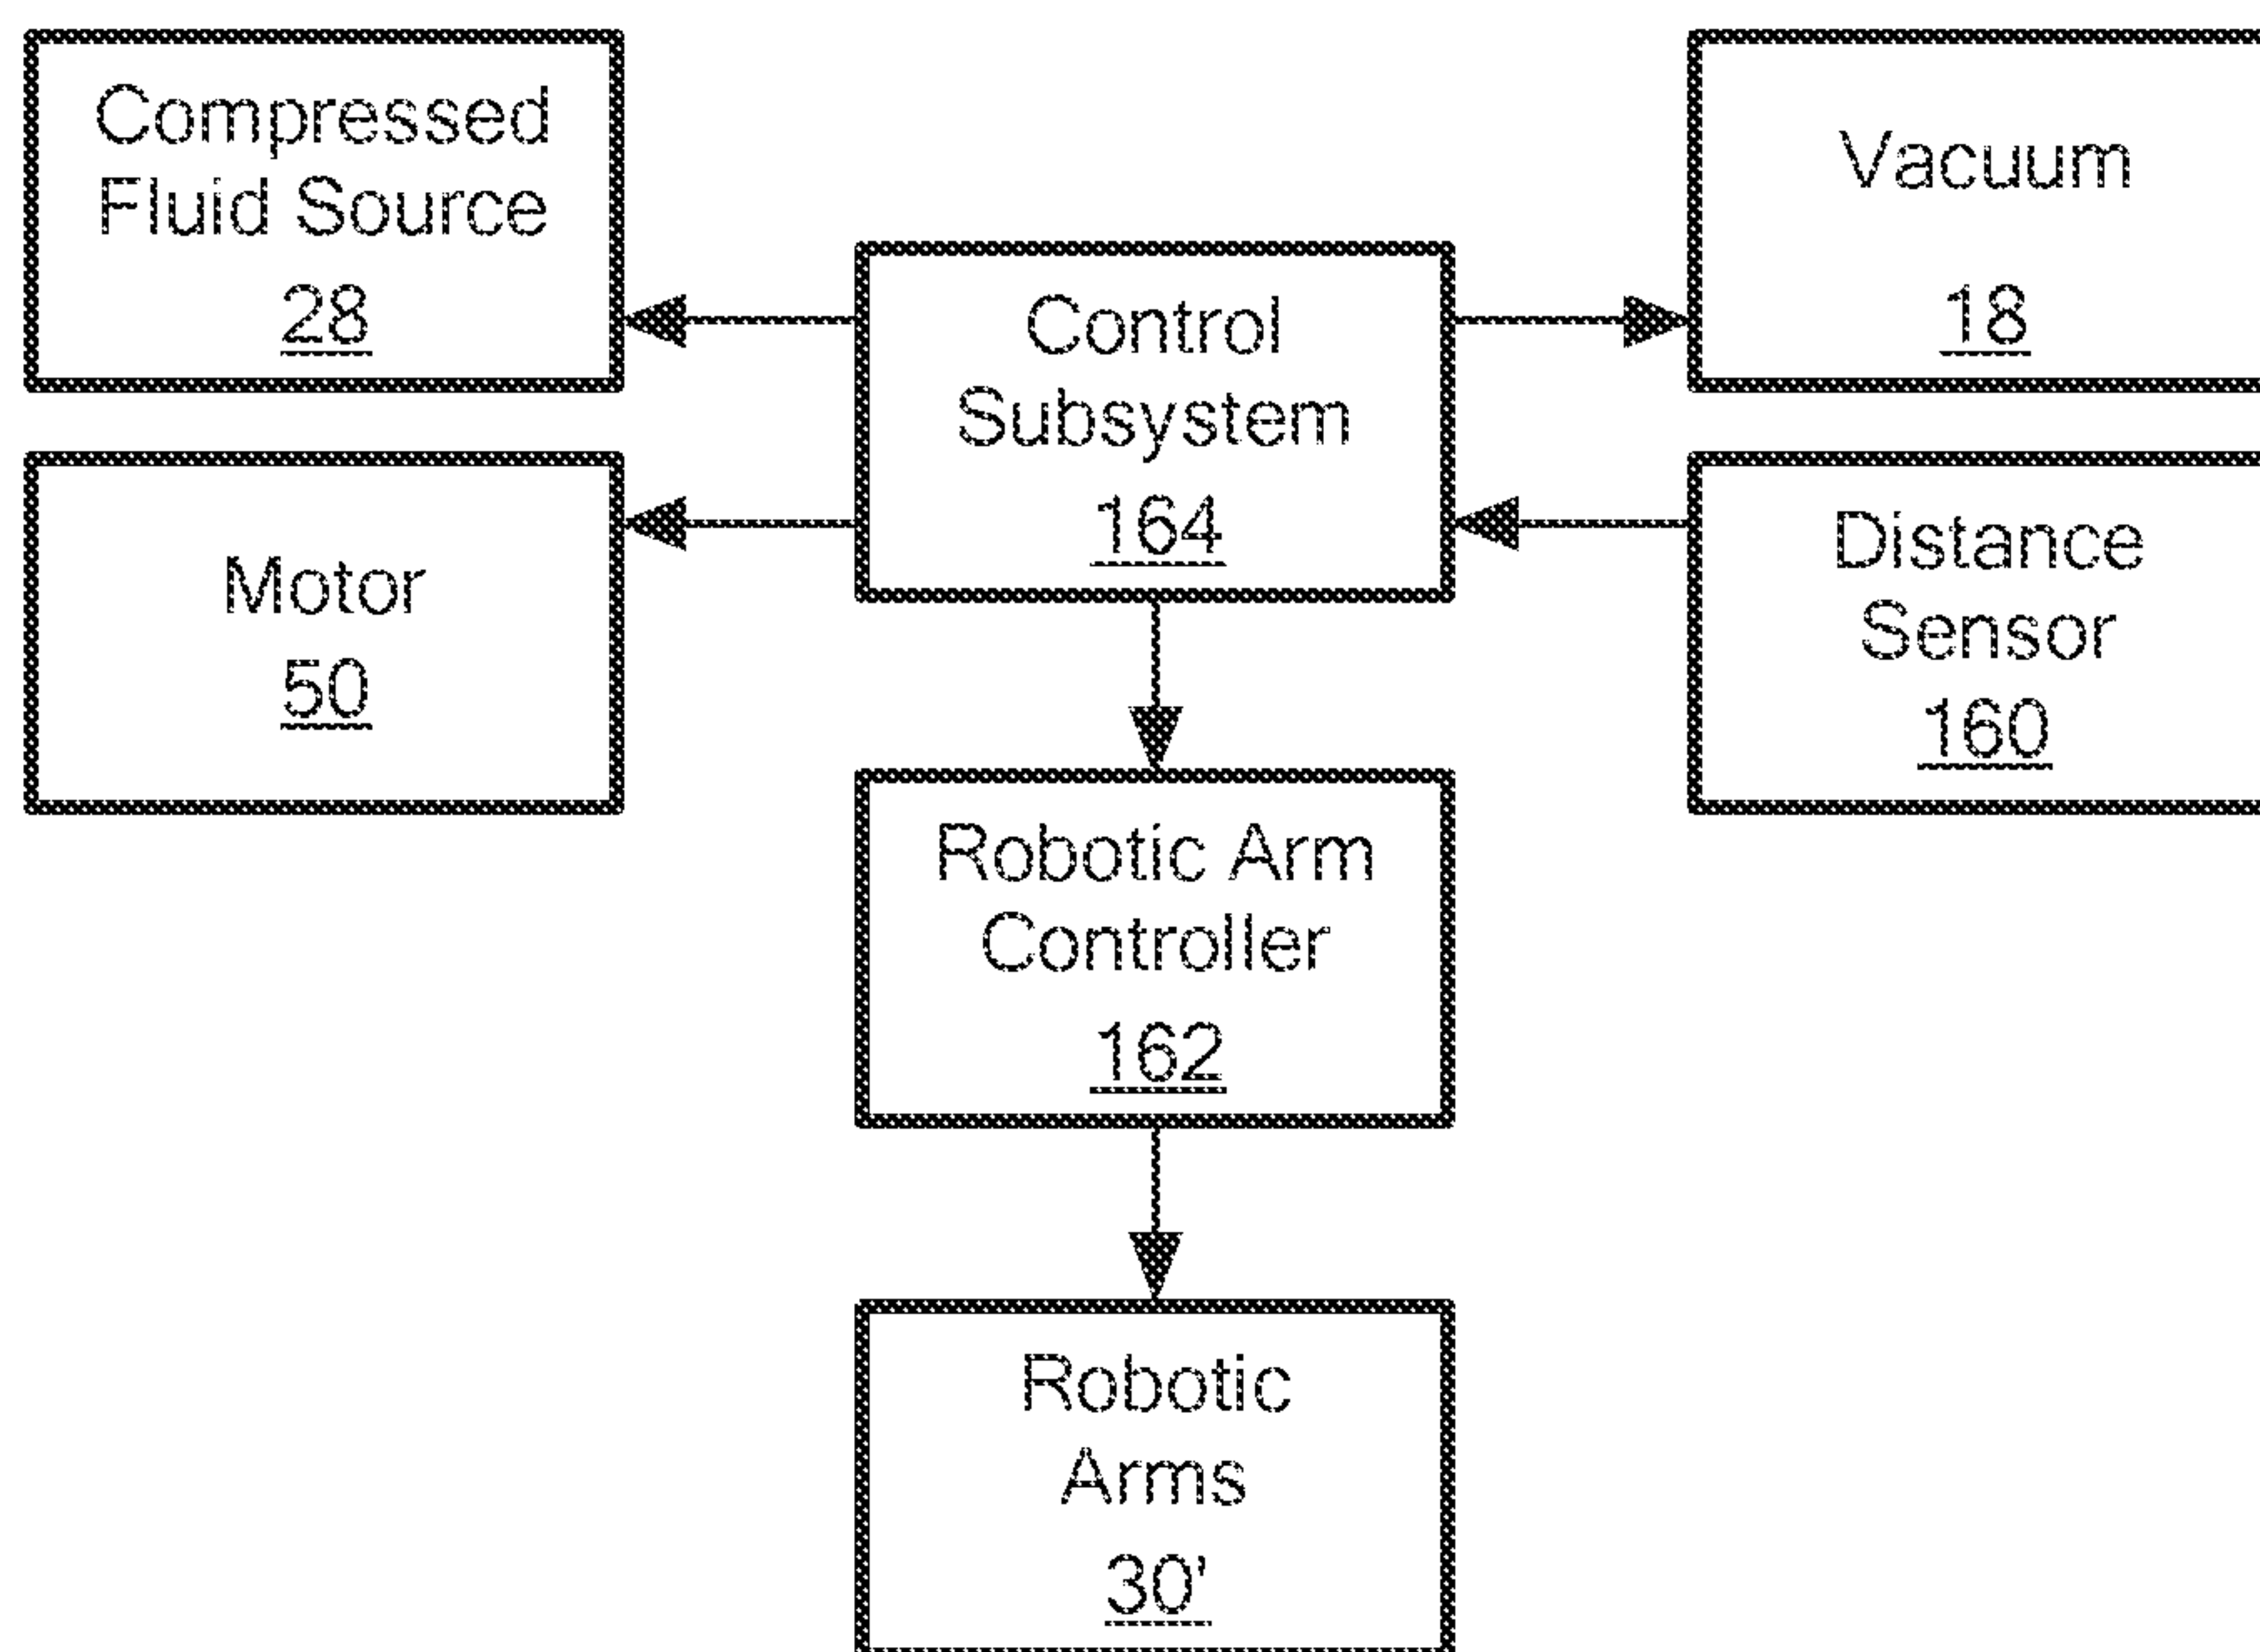 Compressed
Fluid Source
28
Vacuum
18
Control
Subsystem
164
Motor
50
Distance
Sensor
160
Robotic Arm
Controller
162
Robotic
Arms
30'